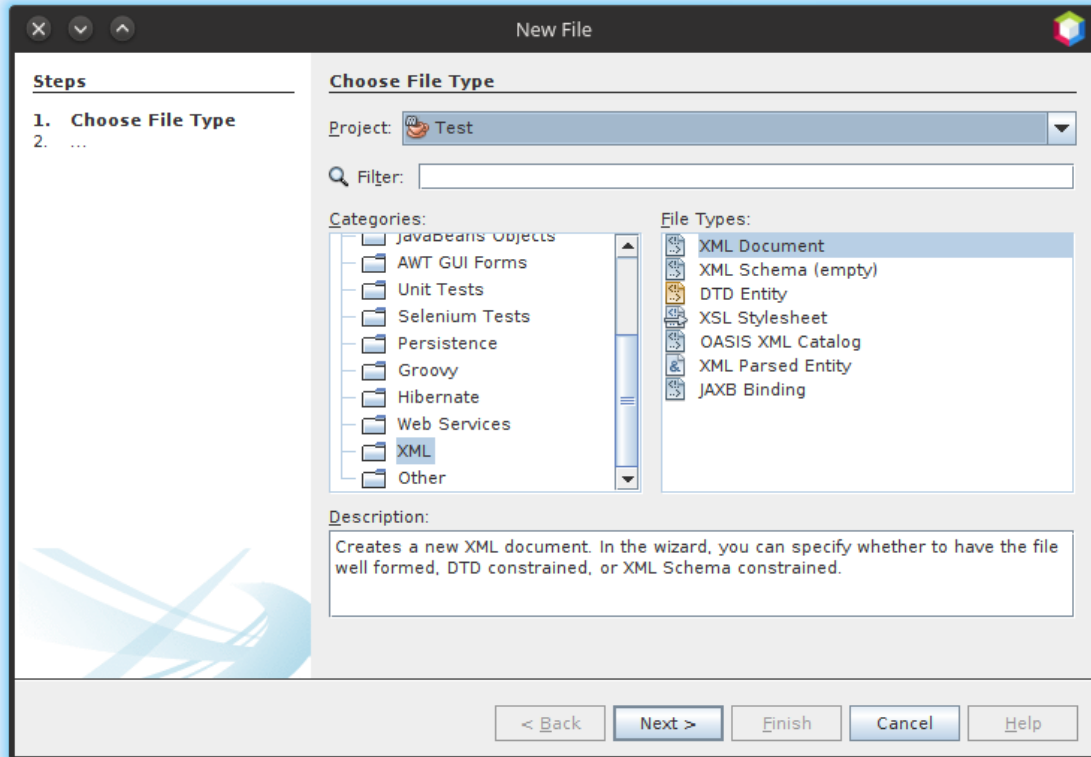 New File
Steps
1. Choose File Type
2. ...
Choose File Type
Project: Test
Filter:
Categories:
JavaBeans Objects
AWT GUI Forms
Unit Tests
Selenium Tests
Persistence
Groovy
Hibernate
Web Services
XML
Other
File Types:
XML Document
XML Schema (empty)
DTD Entity
XSL Stylesheet
OASIS XML Catalog
XML Parsed Entity
JAXB Binding
Description:
Creates a new XML document. In the wizard, you can specify whether to have the file
well formed, DTD constrained, or XML Schema constrained.
< Back Next > Finish Cancel Help